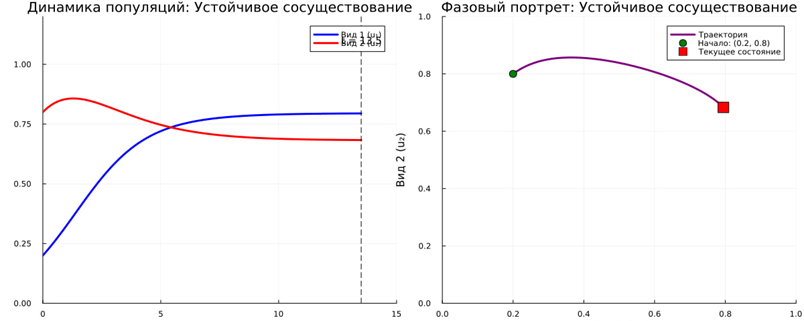 Динамика популяций: Устойчивое сосуществование
Вид 1 (u₁)
Вид 2 (u₂)
1.00
0.75
0.50
0.25
0.00
0
5
10
15
Фазовый портрет: Устойчивое сосуществование
Траектория
Начало: (0.2, 0.8)
Текущее состояние
Вид 2 (u₂)
1.0
0.8
0.6
0.4
0.2
0.0
0.0
0.2
0.4
0.6
0.8
1.0